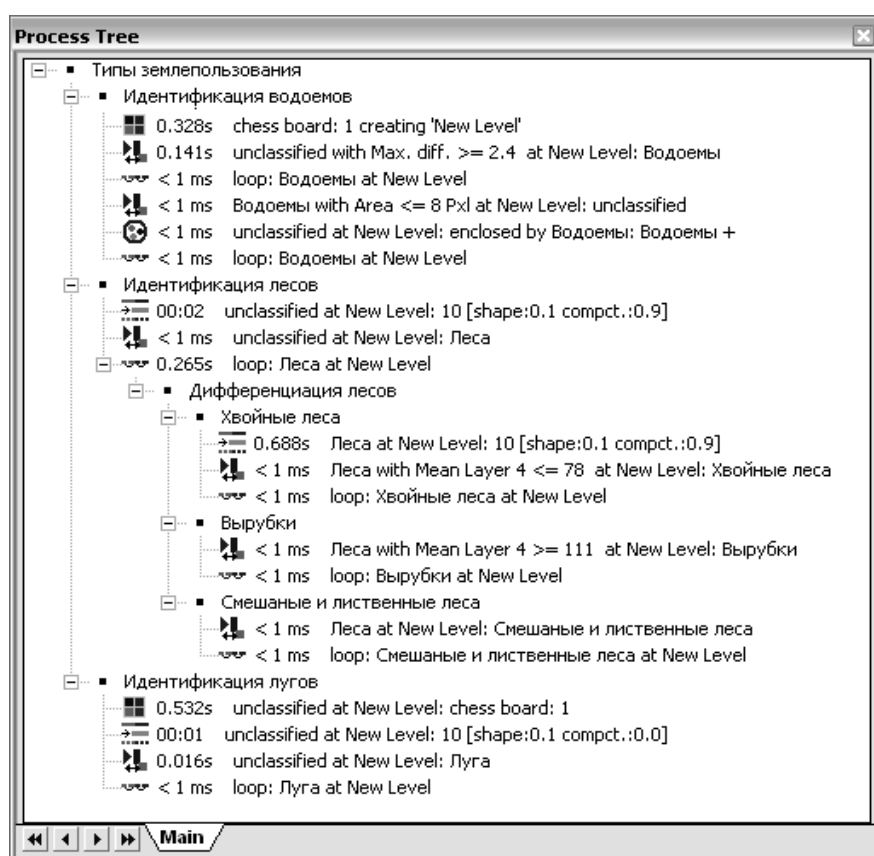 Process Tree
Типы землепользования
Идентификация водоемов
0.328s chess board: 1 creating 'New Level'
0.141s unclassified with Max. diff. >= 2.4 at New Level: Водоемы
< 1 ms loop: Водоемы at New Level
< 1 ms Водоемы with Area <= 8 Pxl at New Level: unclassified
< 1 ms unclassified at New Level: enclosed by Водоемы: Водоемы +
< 1 ms loop: Водоемы at New Level
Идентификация лесов
00:02 unclassified at New Level: 10 [shape:0.1 compct.:0.9]
< 1 ms unclassified at New Level: Леса
0.265s loop: Леса at New Level
Дифференциация лесов
Хвойные леса
0.688s Леса at New Level: 10 [shape:0.1 compct.:0.9]
< 1 ms Леса with Mean Layer 4 <= 78 at New Level: Хвойные леса
< 1 ms loop: Хвойные леса at New Level
Вырубки
< 1 ms Леса with Mean Layer 4 >= 111 at New Level: Вырубки
< 1 ms loop: Вырубки at New Level
Смешаные и лиственные леса
< 1 ms Леса at New Level: Смешаные и лиственные леса
< 1 ms loop: Смешаные и лиственные леса at New Level
Идентификация лугов
0.532s unclassified at New Level: chess board: 1
00:01 unclassified at New Level: 10 [shape:0.1 compct.:0.0]
0.016s unclassified at New Level: Луга
< 1 ms loop: Луга at New Level
Main